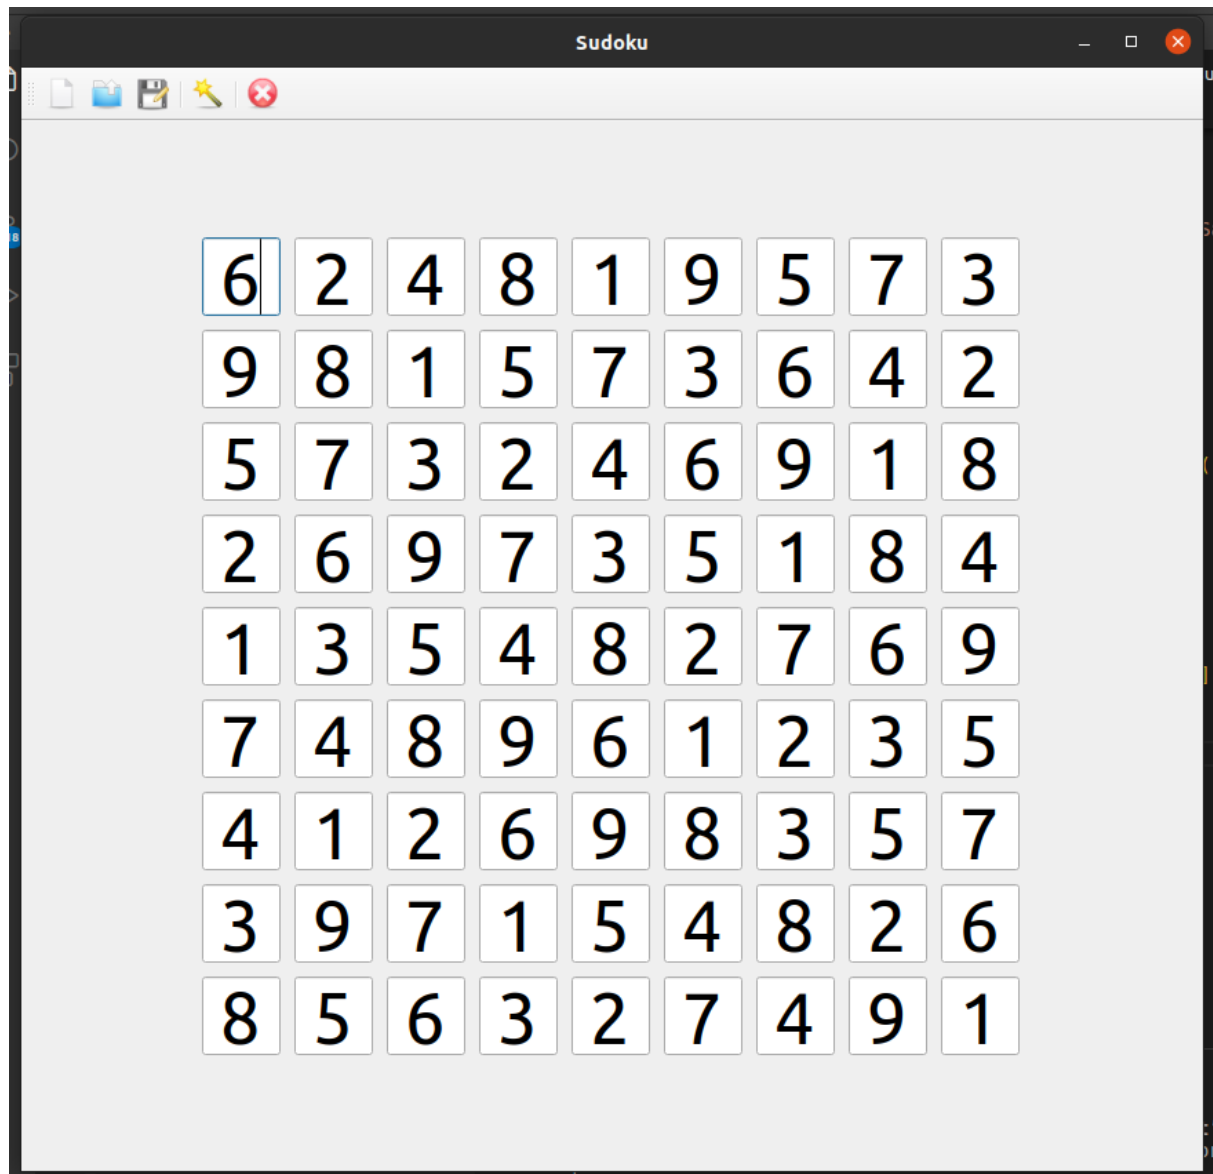 Sudoku
6 2 4 8 1 9 5 7 3
9 8 1 5 7 3 6 4 2
5 7 3 2 4 6 9 1 8
2 6 9 7 3 5 1 8 4
1 3 5 4 8 2 7 6 9
7 4 8 9 6 1 2 3 5
4 1 2 6 9 8 3 5 7
3 9 7 1 5 4 8 2 6
8 5 6 3 2 7 4 9 1